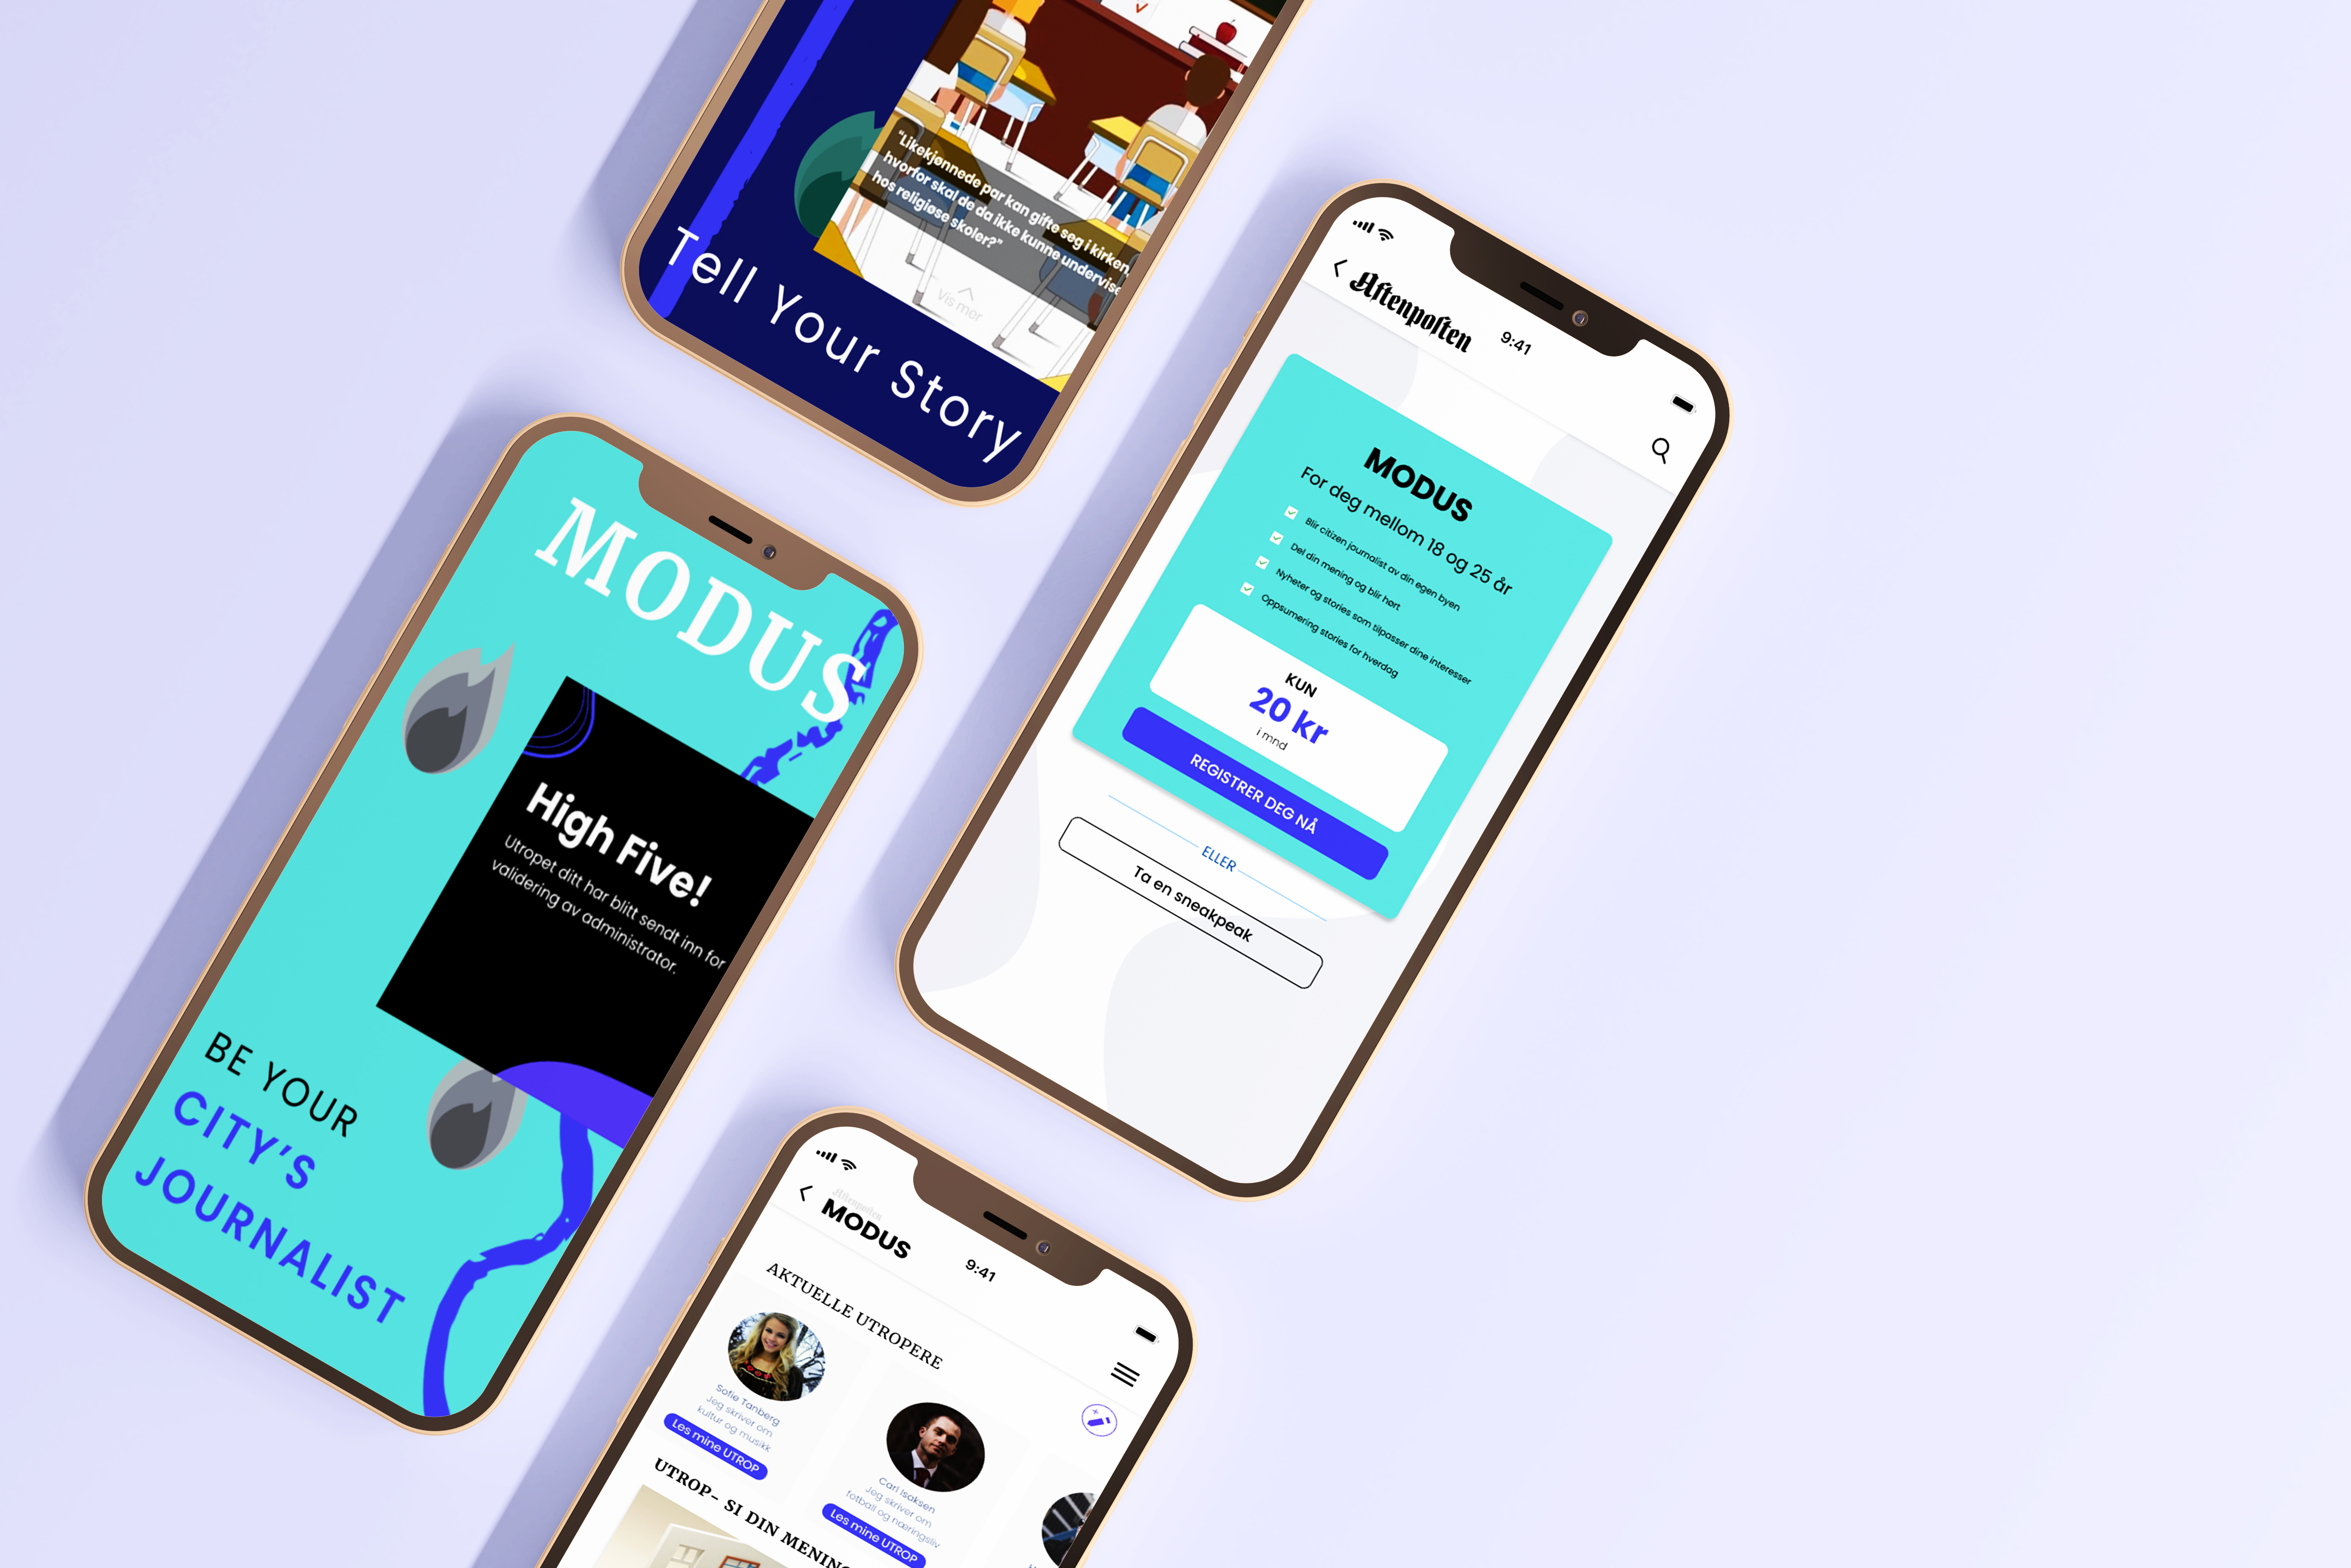 "Likekjønnede par kan gifte seg i kirken,
hvorfor skal de da ikke kunne undervise
hos religiøse skoler?"
Vis mer
Tell Your Story
MODUS
High Five!
Utropet ditt har blitt sendt inn for
validering av administrator.
BE YOUR
CITY'S
JOURNALIST
Aftenposten
9:41
MODUS
For deg mellom 18 og 25 år
Blir citizen journalist av din egen byen
Del din mening og blir hørt
Nyheter og stories som tilpasser dine interesser
Oppsumering stories for hverdag
KUN
20 kr
i mnd
REGISTRER DEG NÅ
ELLER
Ta en sneakpeak
Aftenposten
MODUS
9:41
AKTUELLE UTROPERE
Sofie Tanberg
Jeg skriver om
kultur og musikk
Les mine UTROP
Carl Isaksen
Jeg skriver om
fotball og næringsliv
Les mine UTROP
UTROP- SI DIN MENING